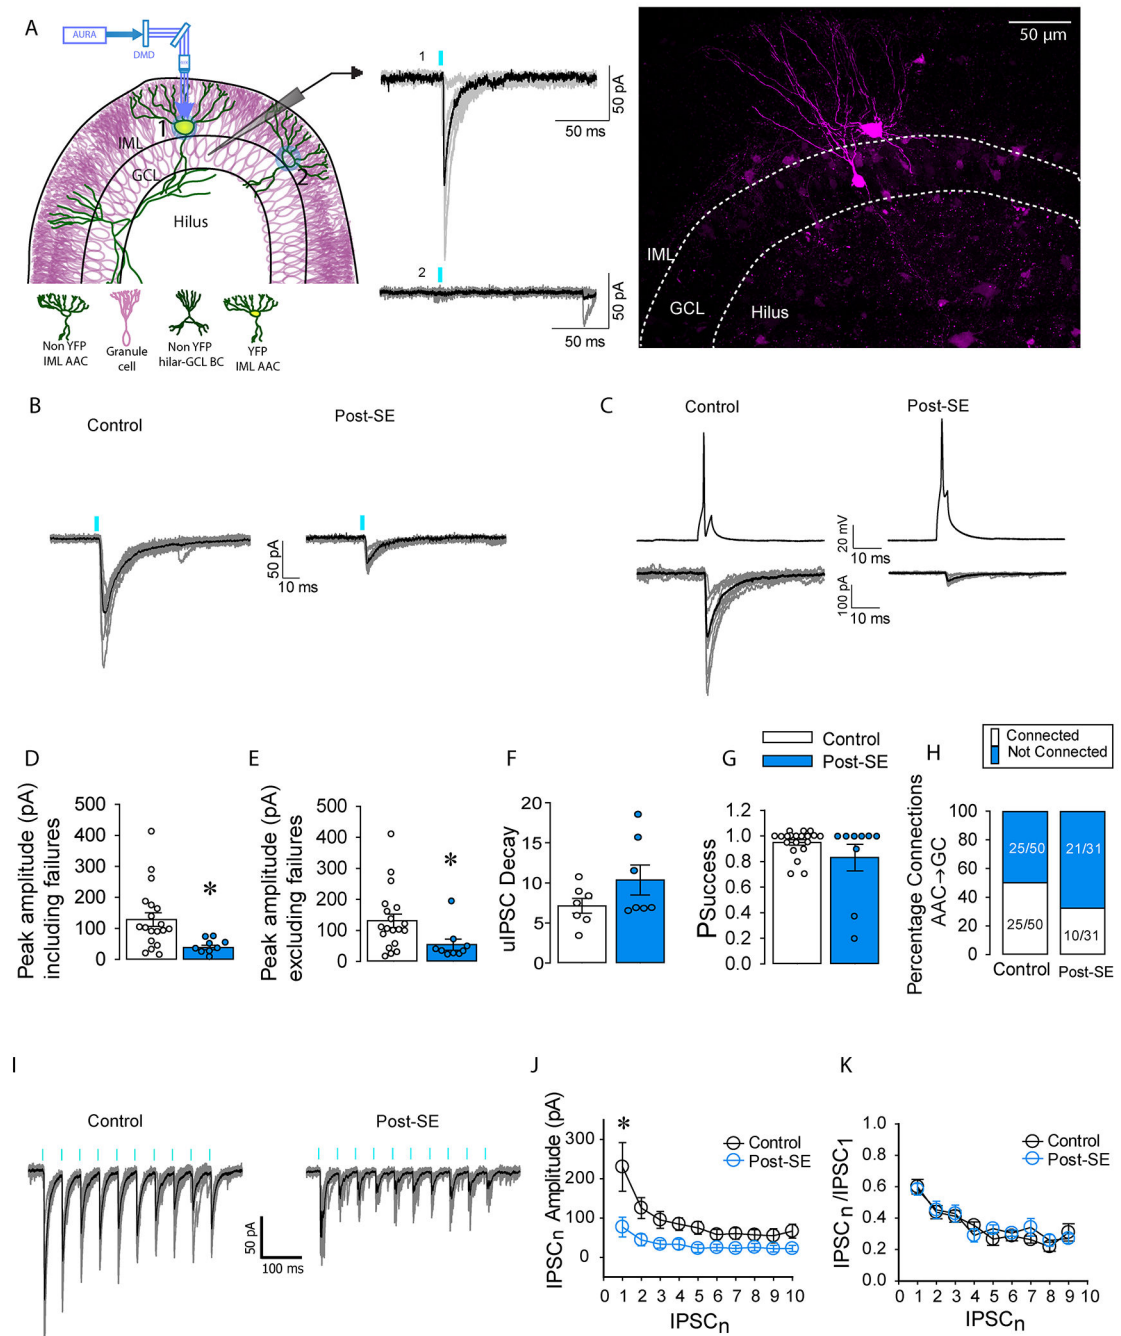 A
AURA
DMD
1
IML
GCL
2
Hilus
Non YFP
IML AAC
Granule
cell
Non YFP
hilar-GCL BC
YFP
IML AAC
1
50 pA
50 ms
2
50 pA
50 ms
50 µm
IML
GCL
Hilus
B
Control
Post-SE
50 pA
10 ms
C
Control
Post-SE
20 mV
10 ms
100 pA
10 ms
Control
Post-SE
Connected
Not Connected
D
Peak amplitude (pA)
including failures
500
400
300
200
100
0
*
E
Peak amplitude (pA)
excluding failures
500
400
300
200
100
0
*
F
uIPSC Decay
20
15
10
5
0
G
PSuccess
1.2
1.0
0.8
0.6
0.4
0.2
0.0
H
Percentage Connections
AAC→GC
100
80
60
40
20
0
25/50
21/31
25/50
10/31
Control
Post-SE
I
Control
Post-SE
50 pA
100 ms
J
IPSCn Amplitude (pA)
300
200
100
0
*
Control
Post-SE
0 1 2 3 4 5 6 7 8 9 10
IPSCn
K
IPSCn/IPSC1
1.0
0.8
0.6
0.4
0.2
0.0
Control
Post-SE
0 1 2 3 4 5 6 7 8 9 10
IPSCn